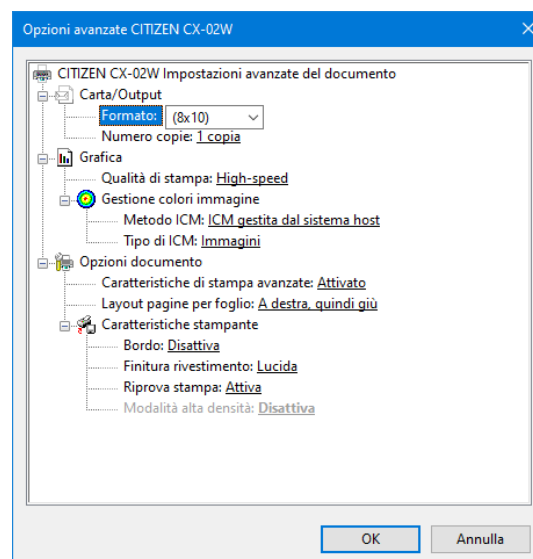 Opzioni avanzate CITIZEN CX-02W
CITIZEN CX-02W Impostazioni avanzate del documento
Carta/Output
Formato: (8x10)
Numero copie: 1 copia
Grafica
Qualità di stampa: High-speed
Gestione colori immagine
Metodo ICM: ICM gestita dal sistema host
Tipo di ICM: Immagini
Opzioni documento
Caratteristiche di stampa avanzate: Attivato
Layout pagine per foglio: A destra, quindi giù
Caratteristiche stampante
Bordo: Disattiva
Finitura rivestimento: Lucida
Riprova stampa: Attiva
Modalità alta densità: Disattiva
OK Annulla